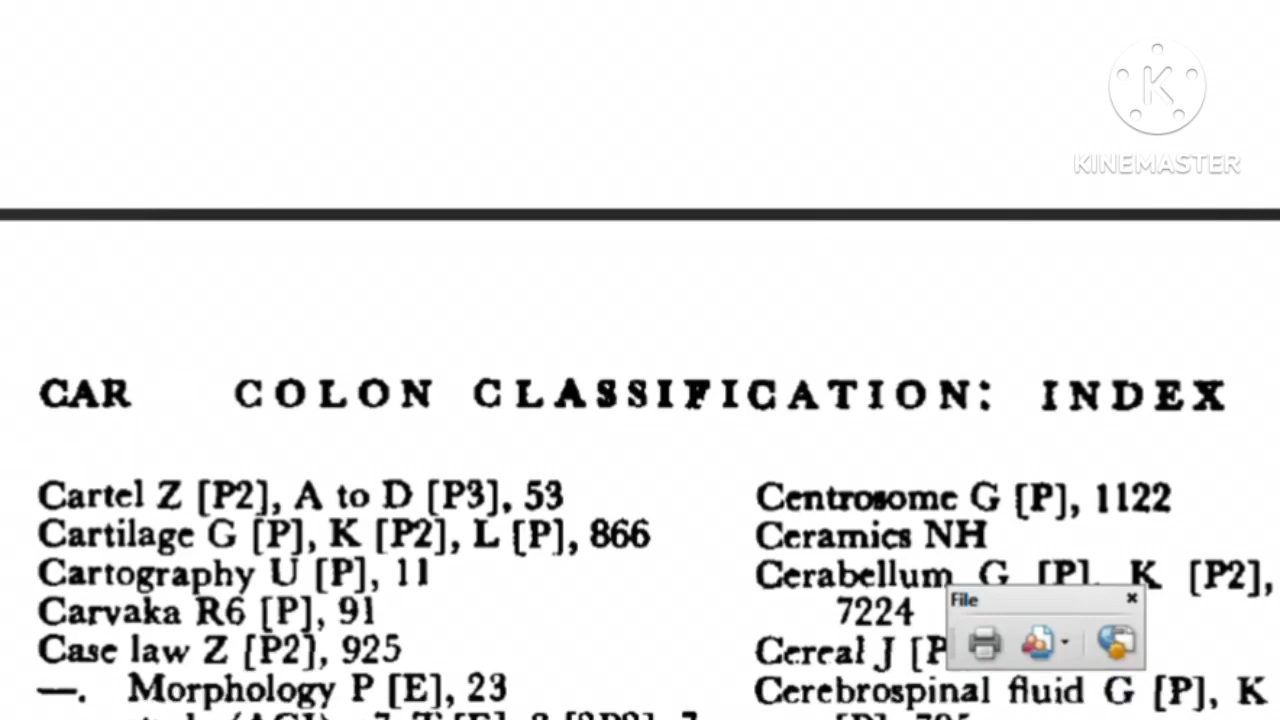 KINEMASTER
CAR COLON CLASSIFICATION: INDEX
Cartel Z [P2], A to D [P3], 53
Cartilage G [P], K [P2], L [P], 866
Cartography U [P], 11
Carvaka R6 [P], 91
Case law Z [P2], 925
—. Morphology P [E], 23
Centrosome G [P], 1122
Ceramics NH
Cerabellum G [P], K [P2],
7224
Cereal J [P
Cerebrospinal fluid G [P], K
File